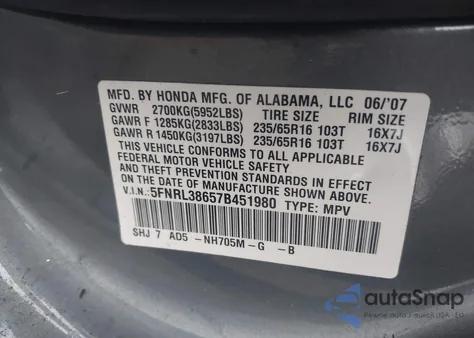 MFD. BY HONDA MFG. OF ALABAMA, LLC 06/'07
GVWR 2700KG(5952LBS) TIRE SIZE RIM SIZE
GAWR F 1285KG(2833LBS) 235/65R16 103T 16X7J
GAWR R 1450KG(3197LBS) 235/65R16 103T 16X7J
THIS VEHICLE CONFORMS TO ALL APPLICABLE
FEDERAL MOTOR VEHICLE SAFETY, BUMPER, AND
THEFT PREVENTION STANDARDS IN EFFECT ON THE
DATE OF MANUFACTURE SHOWN ABOVE.
V.I.N.:5FNRL38657B451980 TYPE: MPV
SHJ 7 AD5 -NH705M-G -B
autoSnap